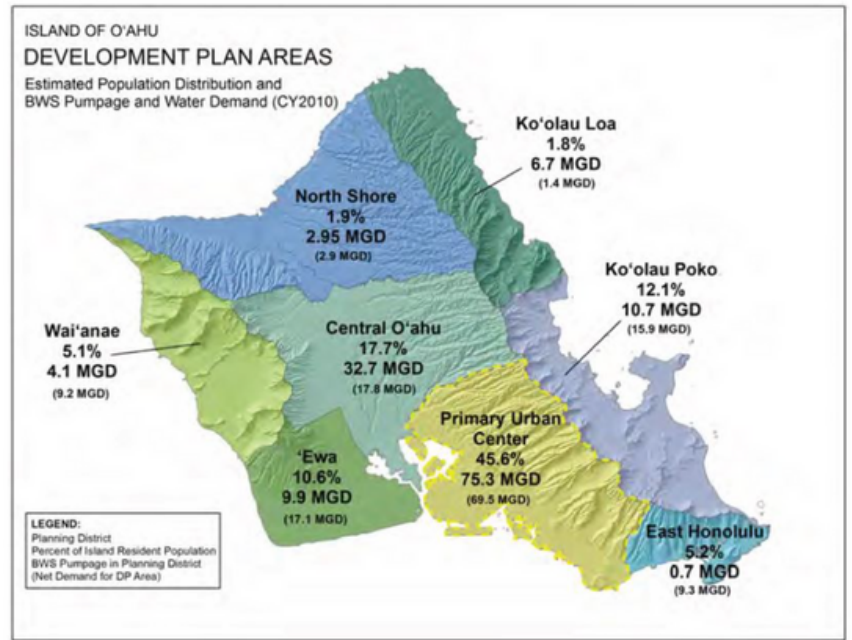 ISLAND OF O'AHU
DEVELOPMENT PLAN AREAS
Estimated Population Distribution and
BWS Pumpage and Water Demand (CY2010)
Ko'olau Loa
1.8%
6.7 MGD
(1.4 MGD)
North Shore
1.9%
2.95 MGD
(2.9 MGD)
Ko'olau Poko
12.1%
10.7 MGD
(15.9 MGD)
Wai'anae
5.1%
4.1 MGD
(9.2 MGD)
Central O'ahu
17.7%
32.7 MGD
(17.8 MGD)
Primary Urban
Center
45.6%
75.3 MGD
(69.5 MGD)
'Ewa
10.6%
9.9 MGD
(17.1 MGD)
East Honolulu
5.2%
0.7 MGD
(9.3 MGD)
LEGEND:
Planning District
Percent of Island Resident Population
BWS Pumpage in Planning District
(Net Demand for DP Area)